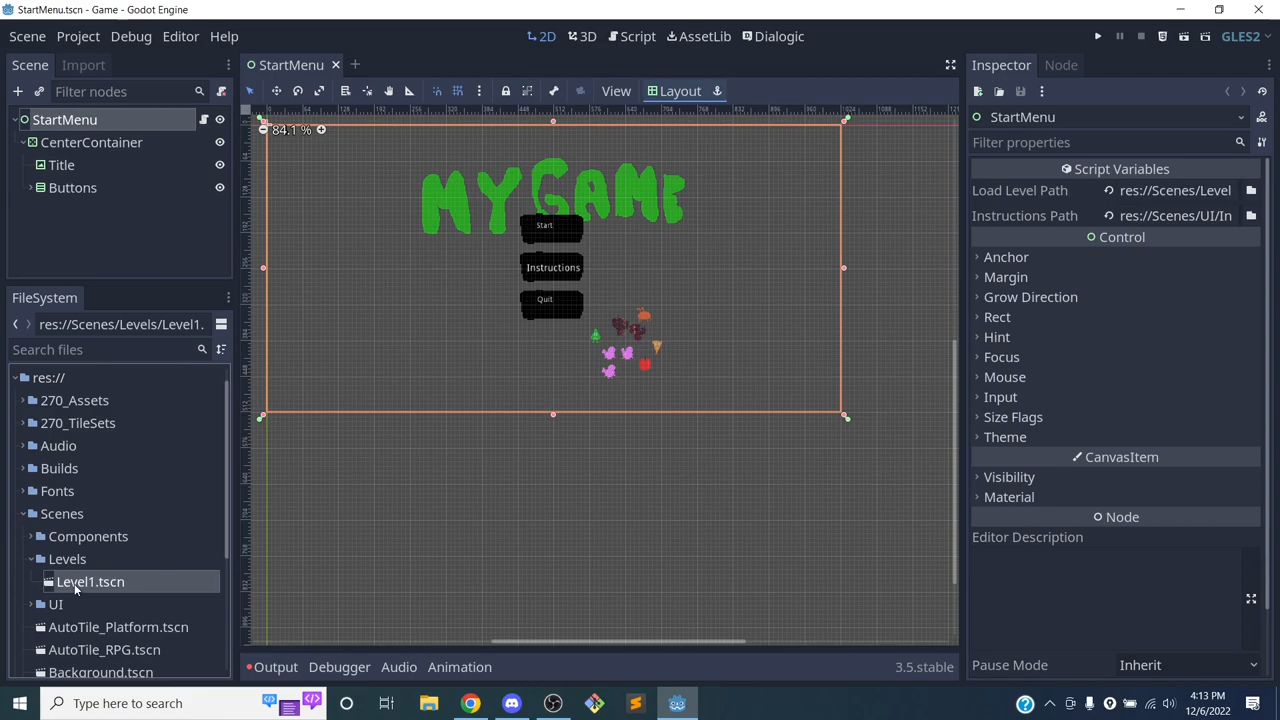 StartMenu.tscn - Game - Godot Engine
Scene Project Debug Editor Help
2D 3D Script AssetLib Dialogic
GLES2
Scene Import
Filter nodes
StartMenu
CenterContainer
Title
Buttons
FileSystem
res://Scenes/Levels/Level1.
Search files
res://
270_Assets
270_TileSets
Audio
Builds
Fonts
Scenes
Components
Levels
Level1.tscn
UI
AutoTile_Platform.tscn
AutoTile_RPG.tscn
Background.tscn
StartMenu
View Layout
84.1 %
MY GAME
Start
Instructions
Quit
Output Debugger Audio Animation 3.5.stable
Inspector Node
StartMenu
Filter properties
Script Variables
Load Level Path res://Scenes/Level
Instructions Path res://Scenes/UI/In
Control
Anchor
Margin
Grow Direction
Rect
Hint
Focus
Mouse
Input
Size Flags
Theme
CanvasItem
Visibility
Material
Node
Editor Description
Pause Mode Inherit
Type here to search
4:13 PM
12/6/2022